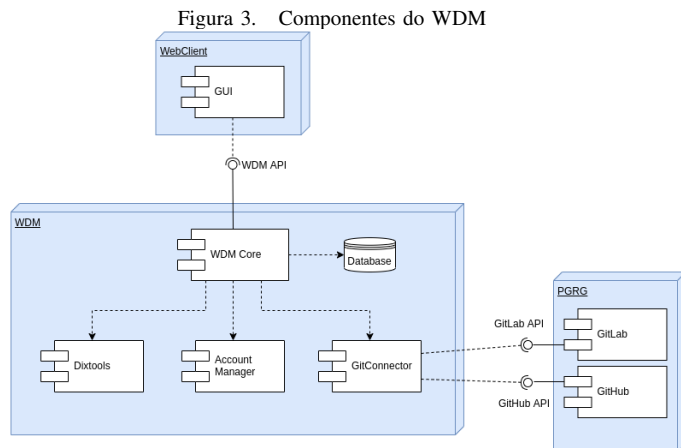 Figura 3. Componentes do WDM
WebClient
GUI
WDM API
WDM
WDM Core
Database
Dixtools
Account
Manager
GitConnector
PGRG
GitLab API
GitLab
GitHub
GitHub API